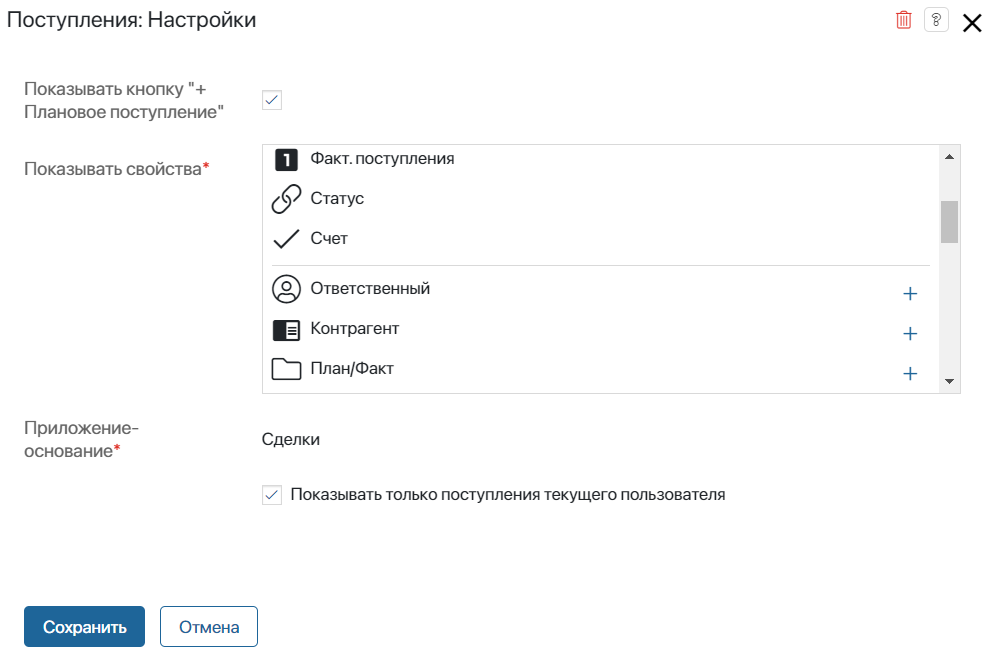 Поступления: Настройки
?
Показывать кнопку "+
Плановое поступление"
Показывать свойства*
1 Факт. поступления
Статус
Счет
Ответственный
Контрагент
План/Факт
Приложение-
основание*
Сделки
Показывать только поступления текущего пользователя
Сохранить
Отмена